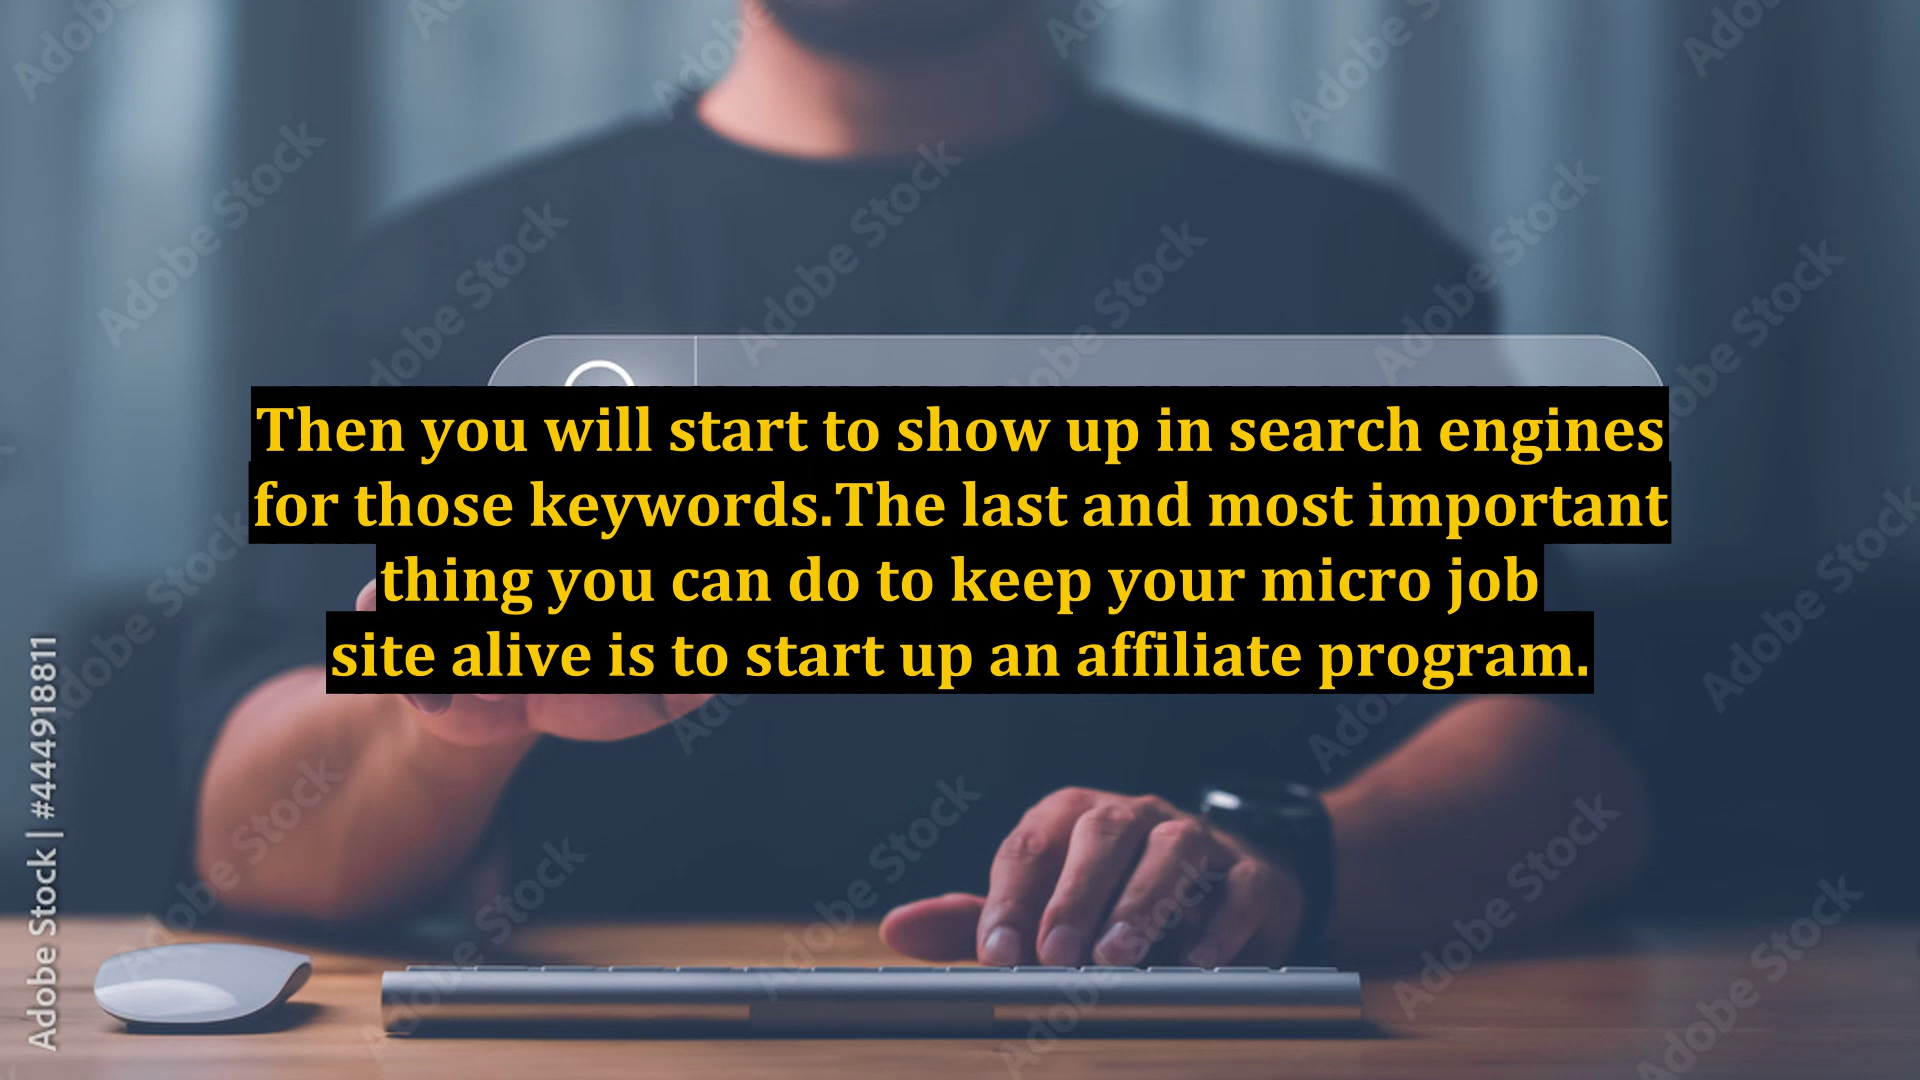 Then you will start to show up in search engines
for those keywords.The last and most important
thing you can do to keep your micro job
site alive is to start up an affiliate program.
Adobe Stock | #444918811
Adobe Stock